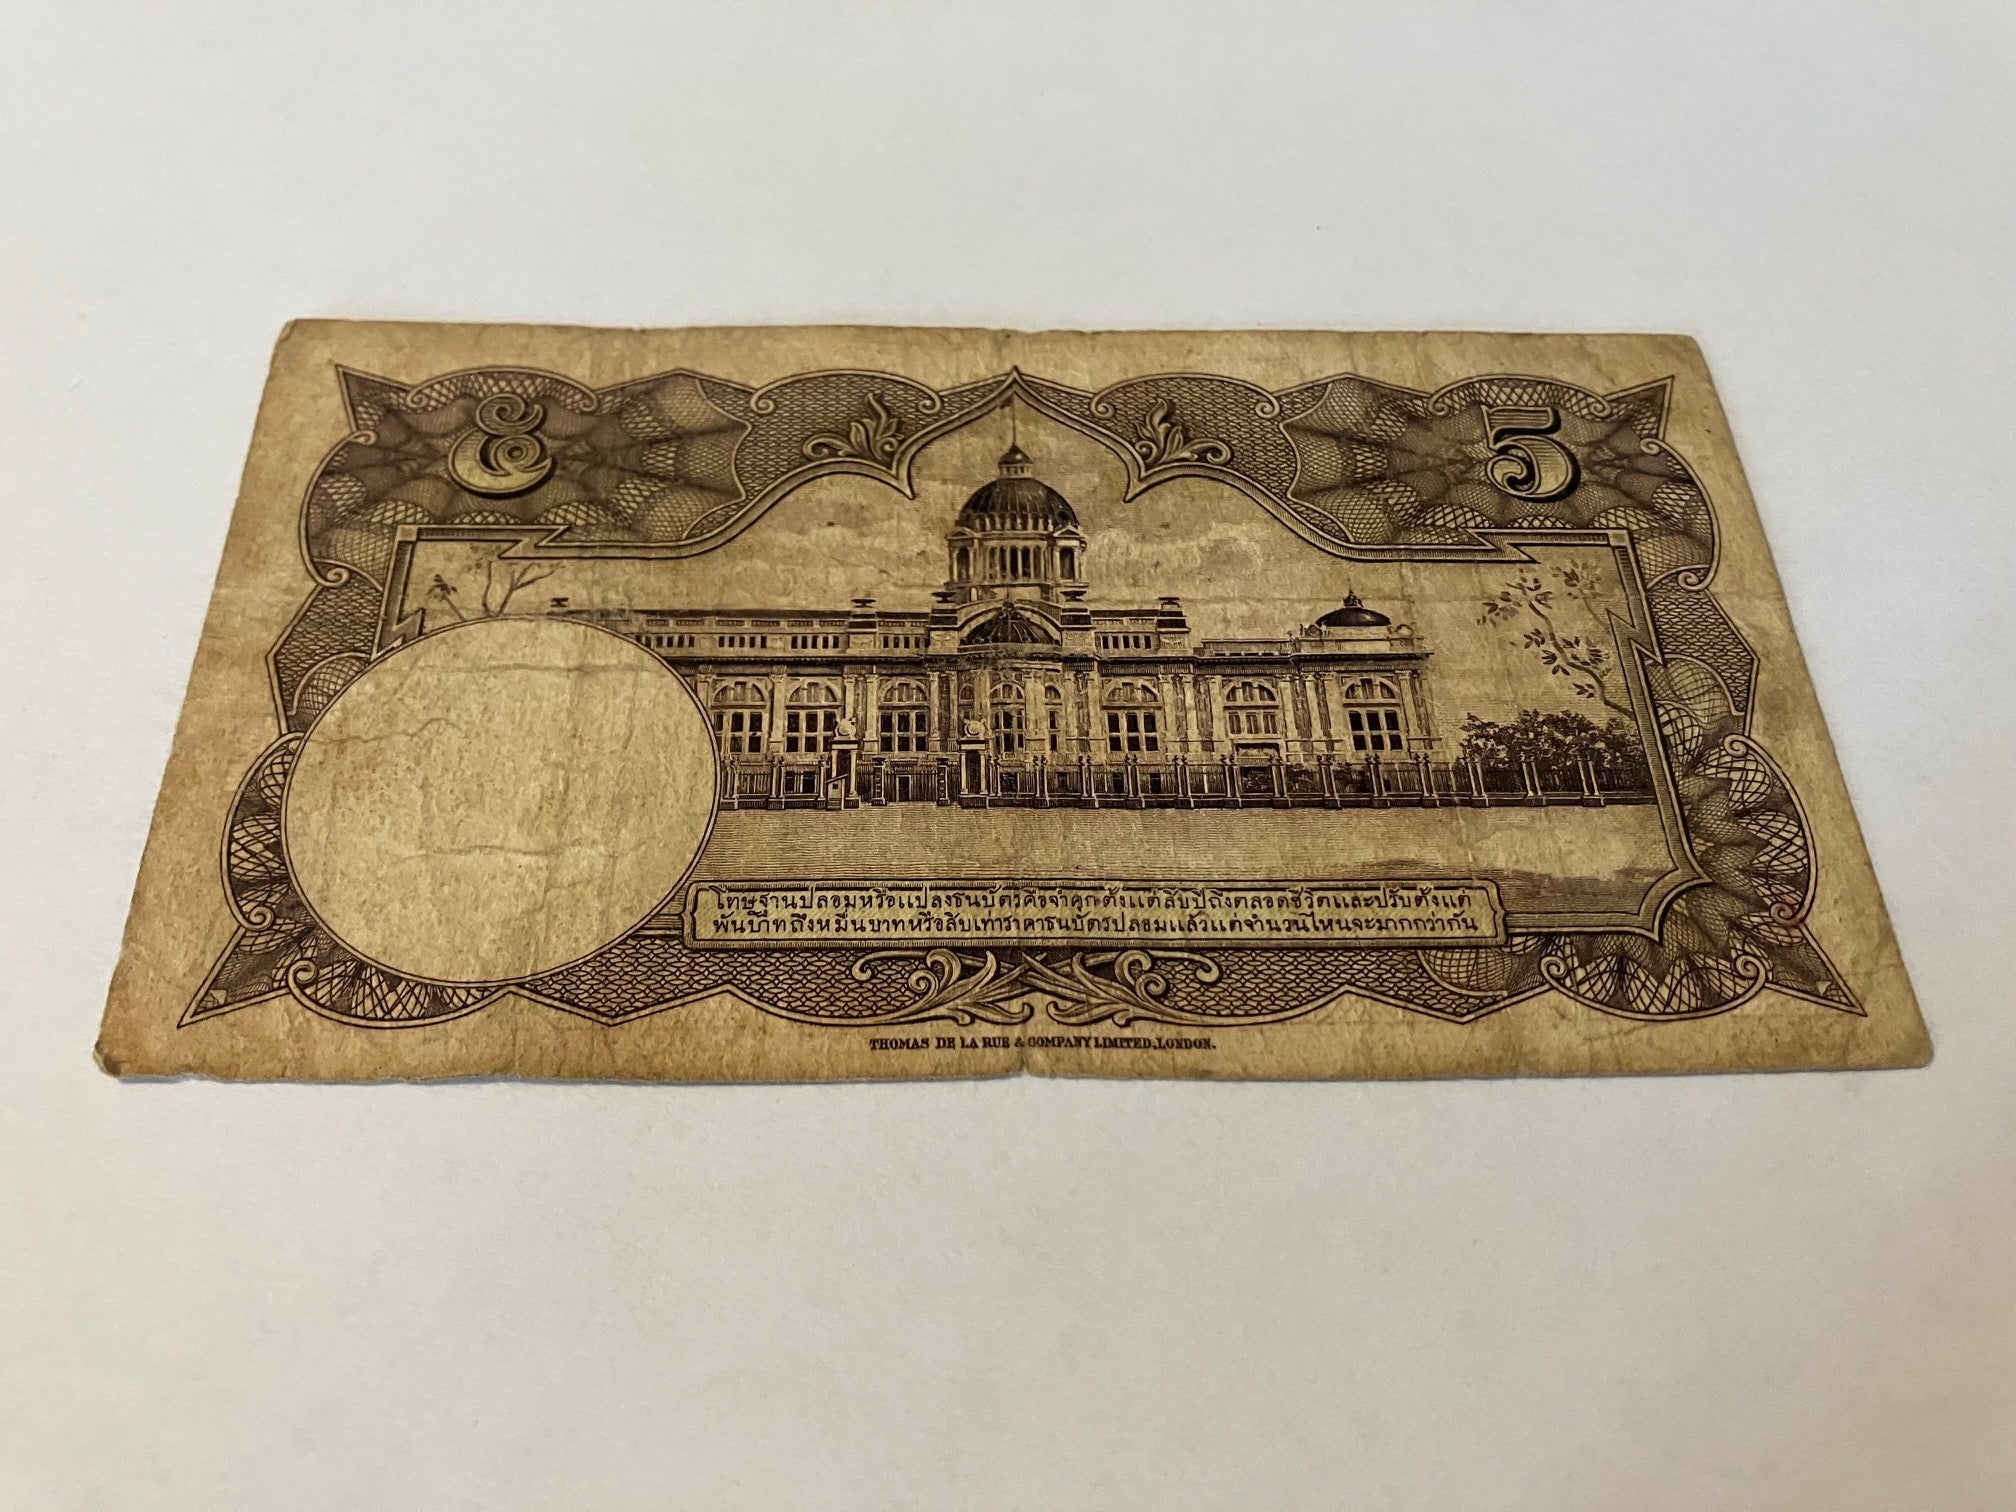 ๕
5
โทษฐานปลอมหรือแปลงธนบัตรคือจำคุกตั้งแต่สิบปีถึงตลอดชีวิตและปรับตั้งแต่
พันบาทถึงหมื่นบาทหรือสิบเท่าราคาธนบัตรปลอมแล้วแต่จำนวนไหนจะมากกว่ากัน
THOMAS DE LA RUE & COMPANY LIMITED, LONDON.